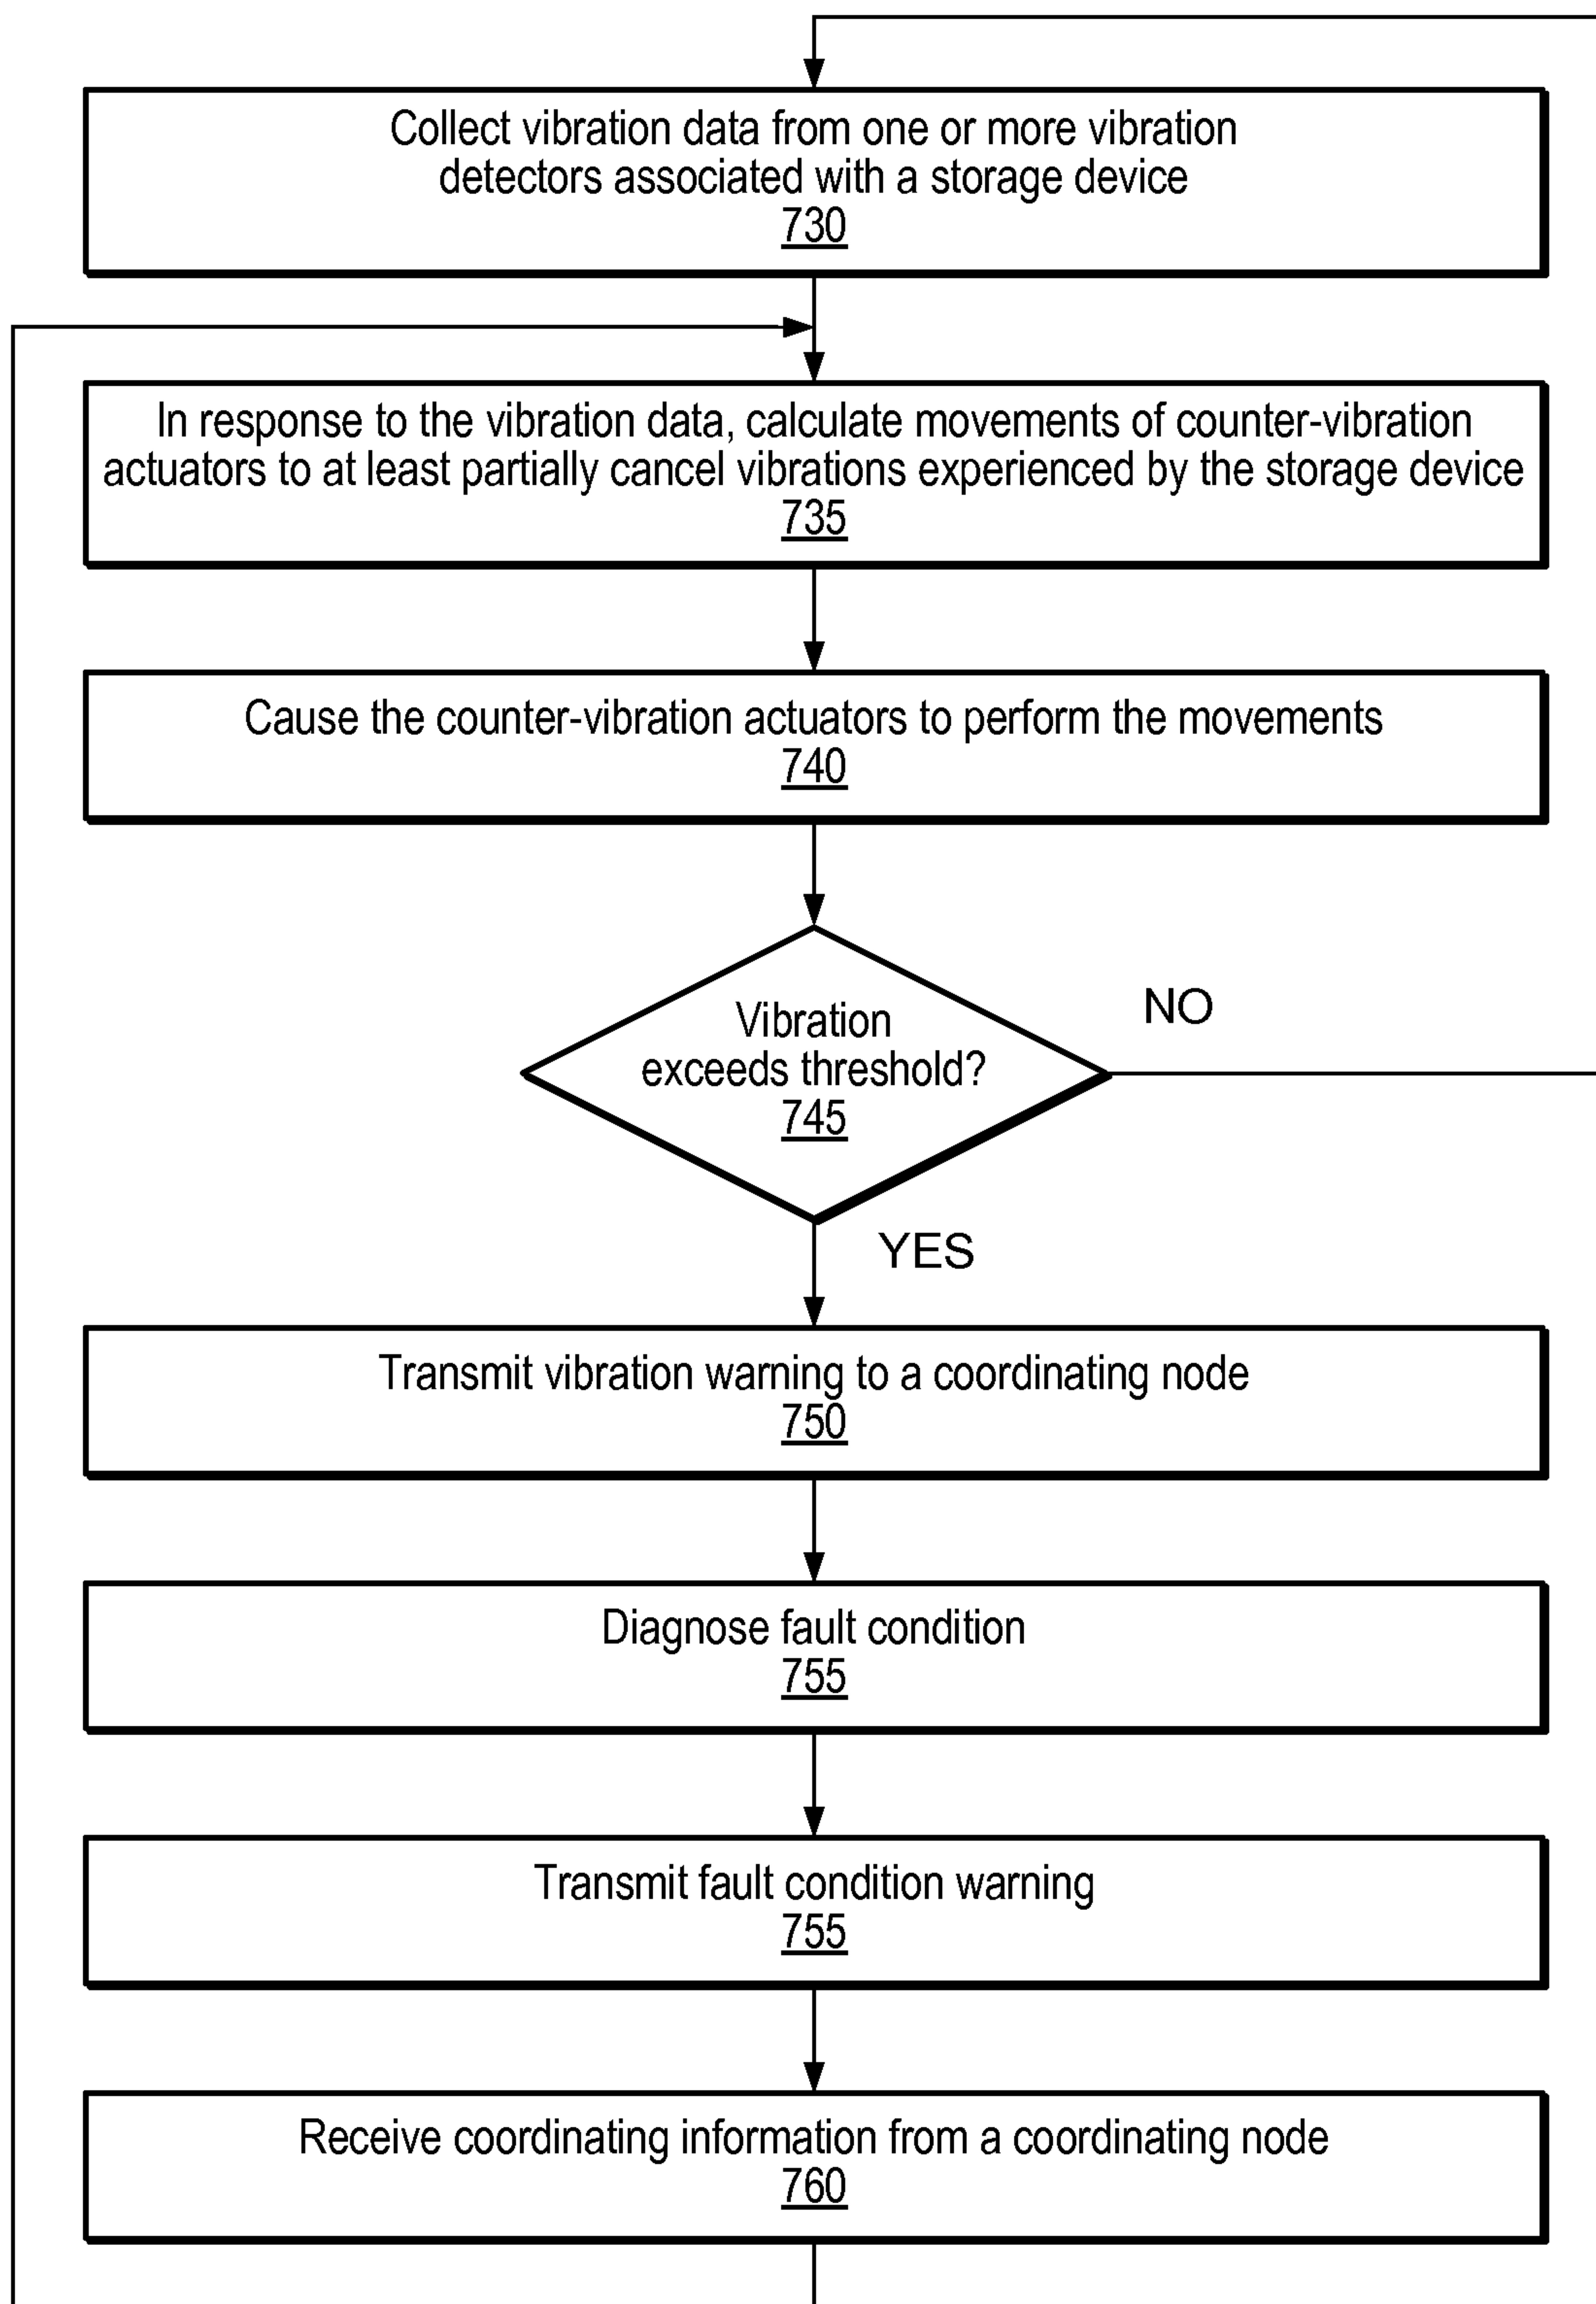 Collect vibration data from one or more vibration
detectors associated with a storage device
730
In response to the vibration data, calculate movements of counter-vibration
actuators to at least partially cancel vibrations experienced by the storage device
735
Cause the counter-vibration actuators to perform the movements
740
Vibration
exceeds threshold?
745
NO
YES
Transmit vibration warning to a coordinating node
750
Diagnose fault condition
755
Transmit fault condition warning
755
Receive coordinating information from a coordinating node
760